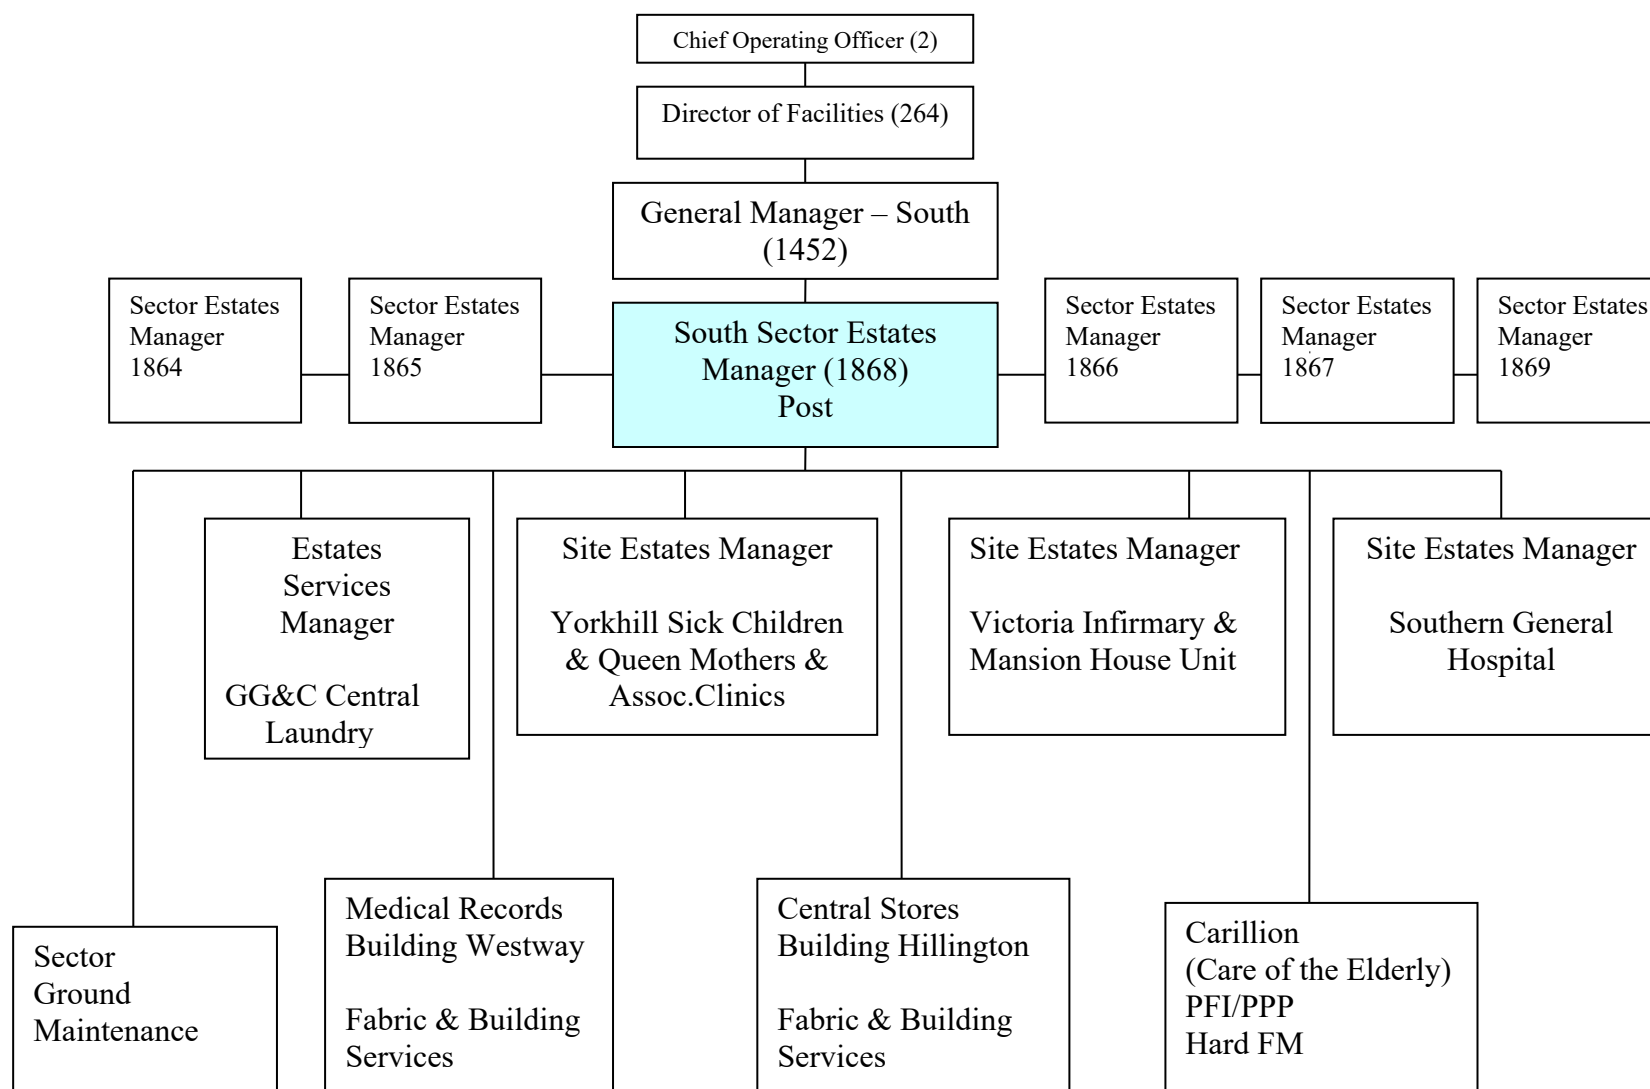 Chief Operating Officer (2)
Director of Facilities (264)
General Manager – South
(1452)
Sector Estates
Manager
1864
Sector Estates
Manager
1865
South Sector Estates
Manager (1868)
Post
Sector Estates
Manager
1866
Sector Estates
Manager
1867
Sector Estates
Manager
1869
Estates
Services
Manager
GG&C Central
Laundry
Site Estates Manager
Yorkhill Sick Children
& Queen Mothers &
Assoc.Clinics
Site Estates Manager
Victoria Infirmary &
Mansion House Unit
Site Estates Manager
Southern General
Hospital
Sector
Ground
Maintenance
Medical Records
Building Westway
Fabric & Building
Services
Central Stores
Building Hillington
Fabric & Building
Services
Carillion
(Care of the Elderly)
PFI/PPP
Hard FM